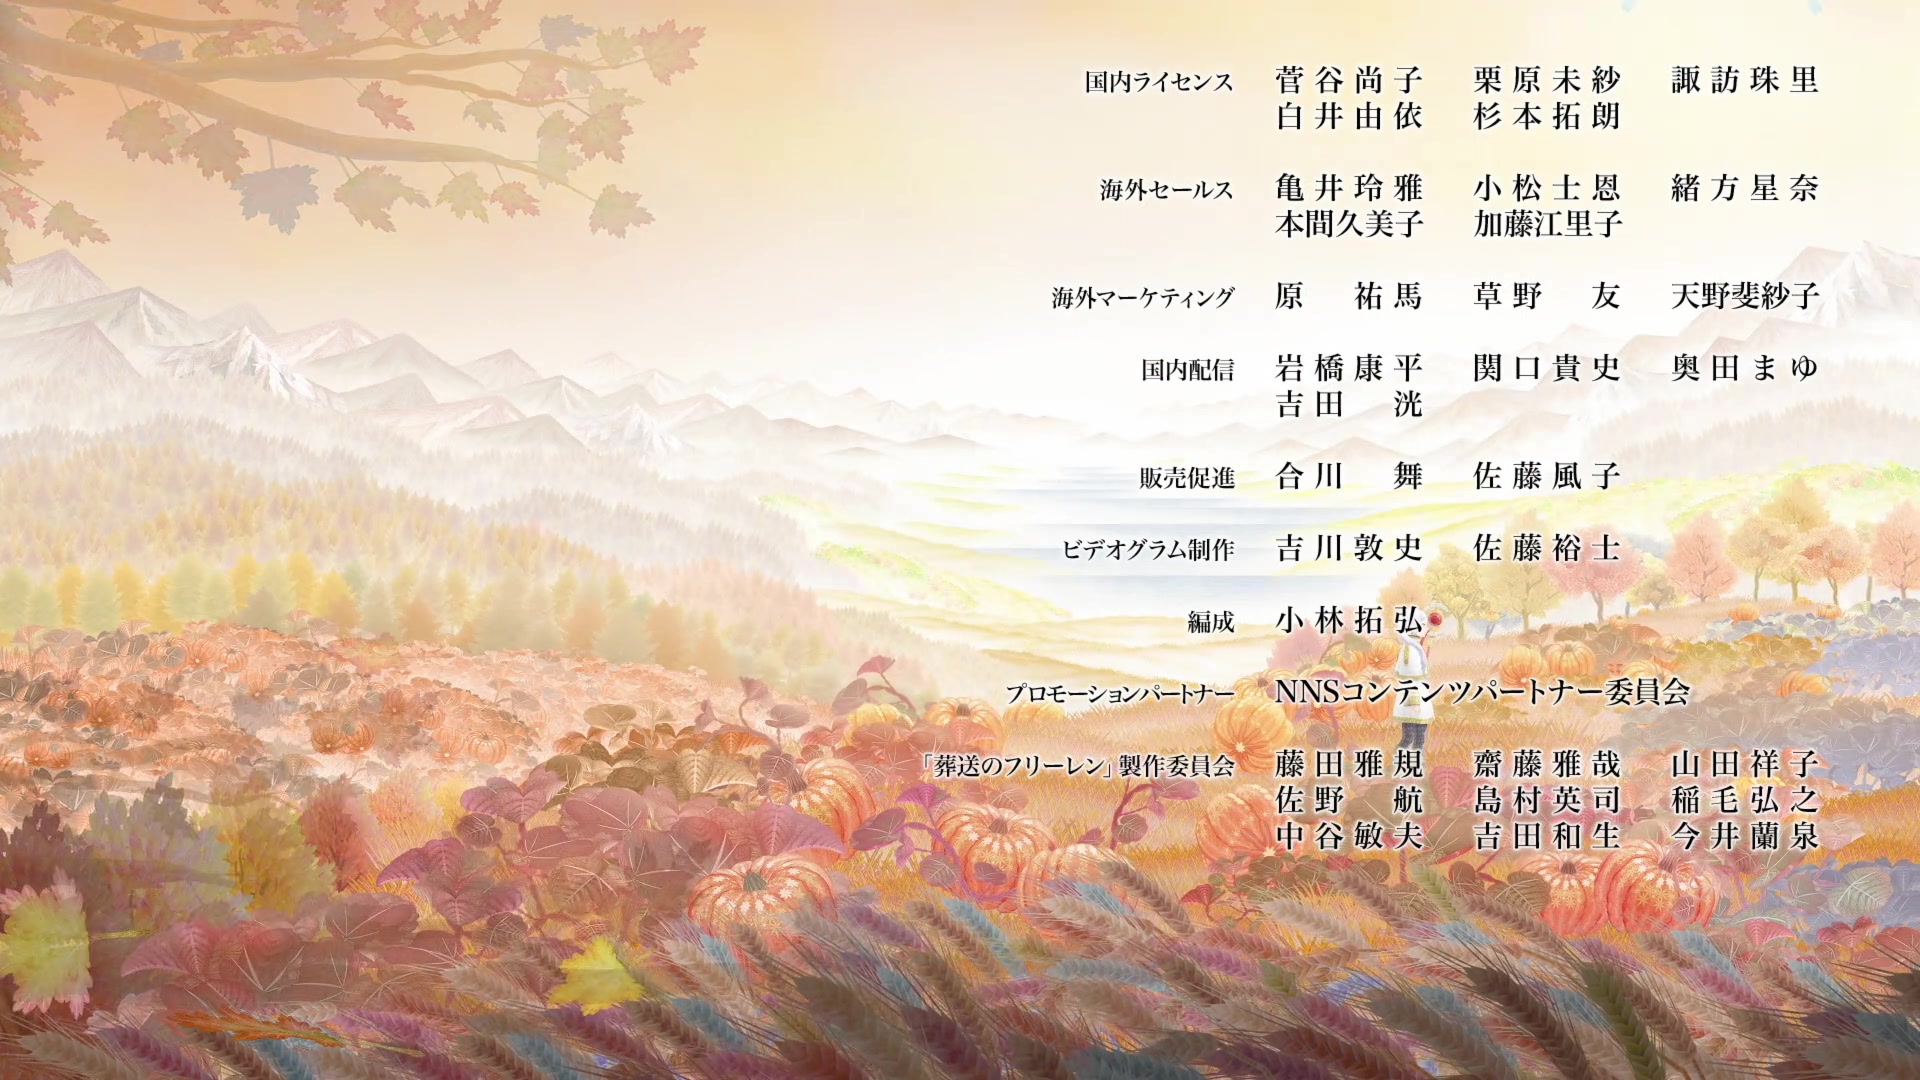 国内ライセンス 菅谷尚子 栗原未紗 諏訪珠里
白井由依 杉本拓朗
海外セールス 亀井玲雅 小松士恩 緒方星奈
本間久美子 加藤江里子
海外マーケティング 原祐馬 草野友 天野斐紗子
国内配信 岩橋康平 関口貴史 奥田まゆ
吉田洸
販売促進 合川舞 佐藤風子
ビデオグラム制作 吉川敦史 佐藤裕士
編成 小林拓弘
プロモーションパートナー NNSコンテンツパートナー委員会
「葬送のフリーレン」製作委員会 藤田雅規 齋藤雅哉 山田祥子
佐野航 島村英司 稲毛弘之
中谷敏夫 吉田和生 今井蘭泉